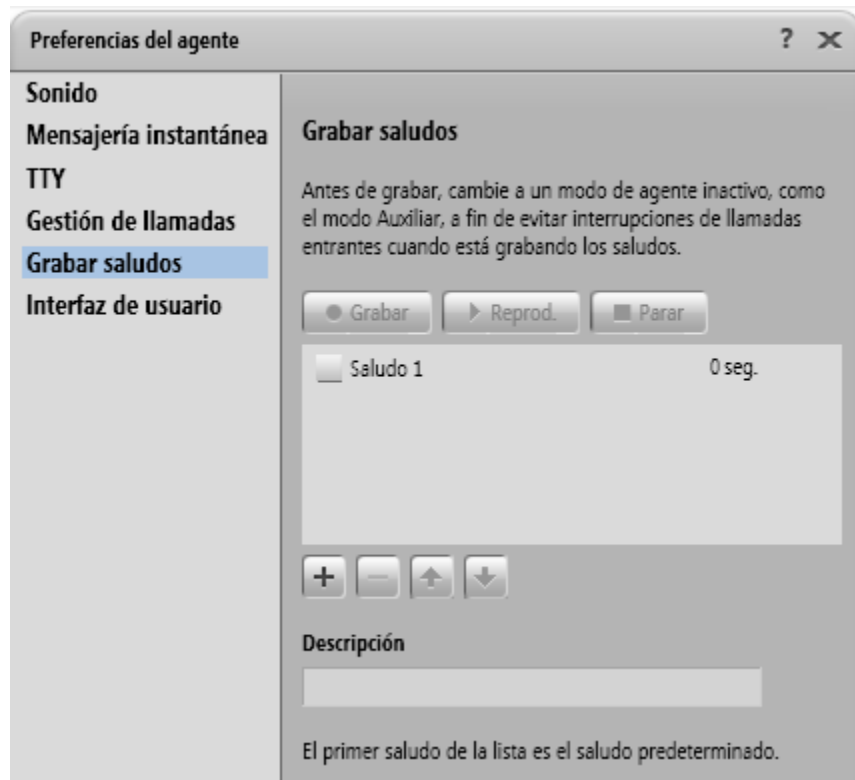 Preferencias del agente
?
Sonido
Mensajería instantánea
TTY
Gestión de llamadas
Grabar saludos
Interfaz de usuario
Grabar saludos
Antes de grabar, cambie a un modo de agente inactivo, como
el modo Auxiliar, a fin de evitar interrupciones de llamadas
entrantes cuando está grabando los saludos.
Grabar
Reprod.
Parar
Saludo 1 0 seg.
Descripción
El primer saludo de la lista es el saludo predeterminado.